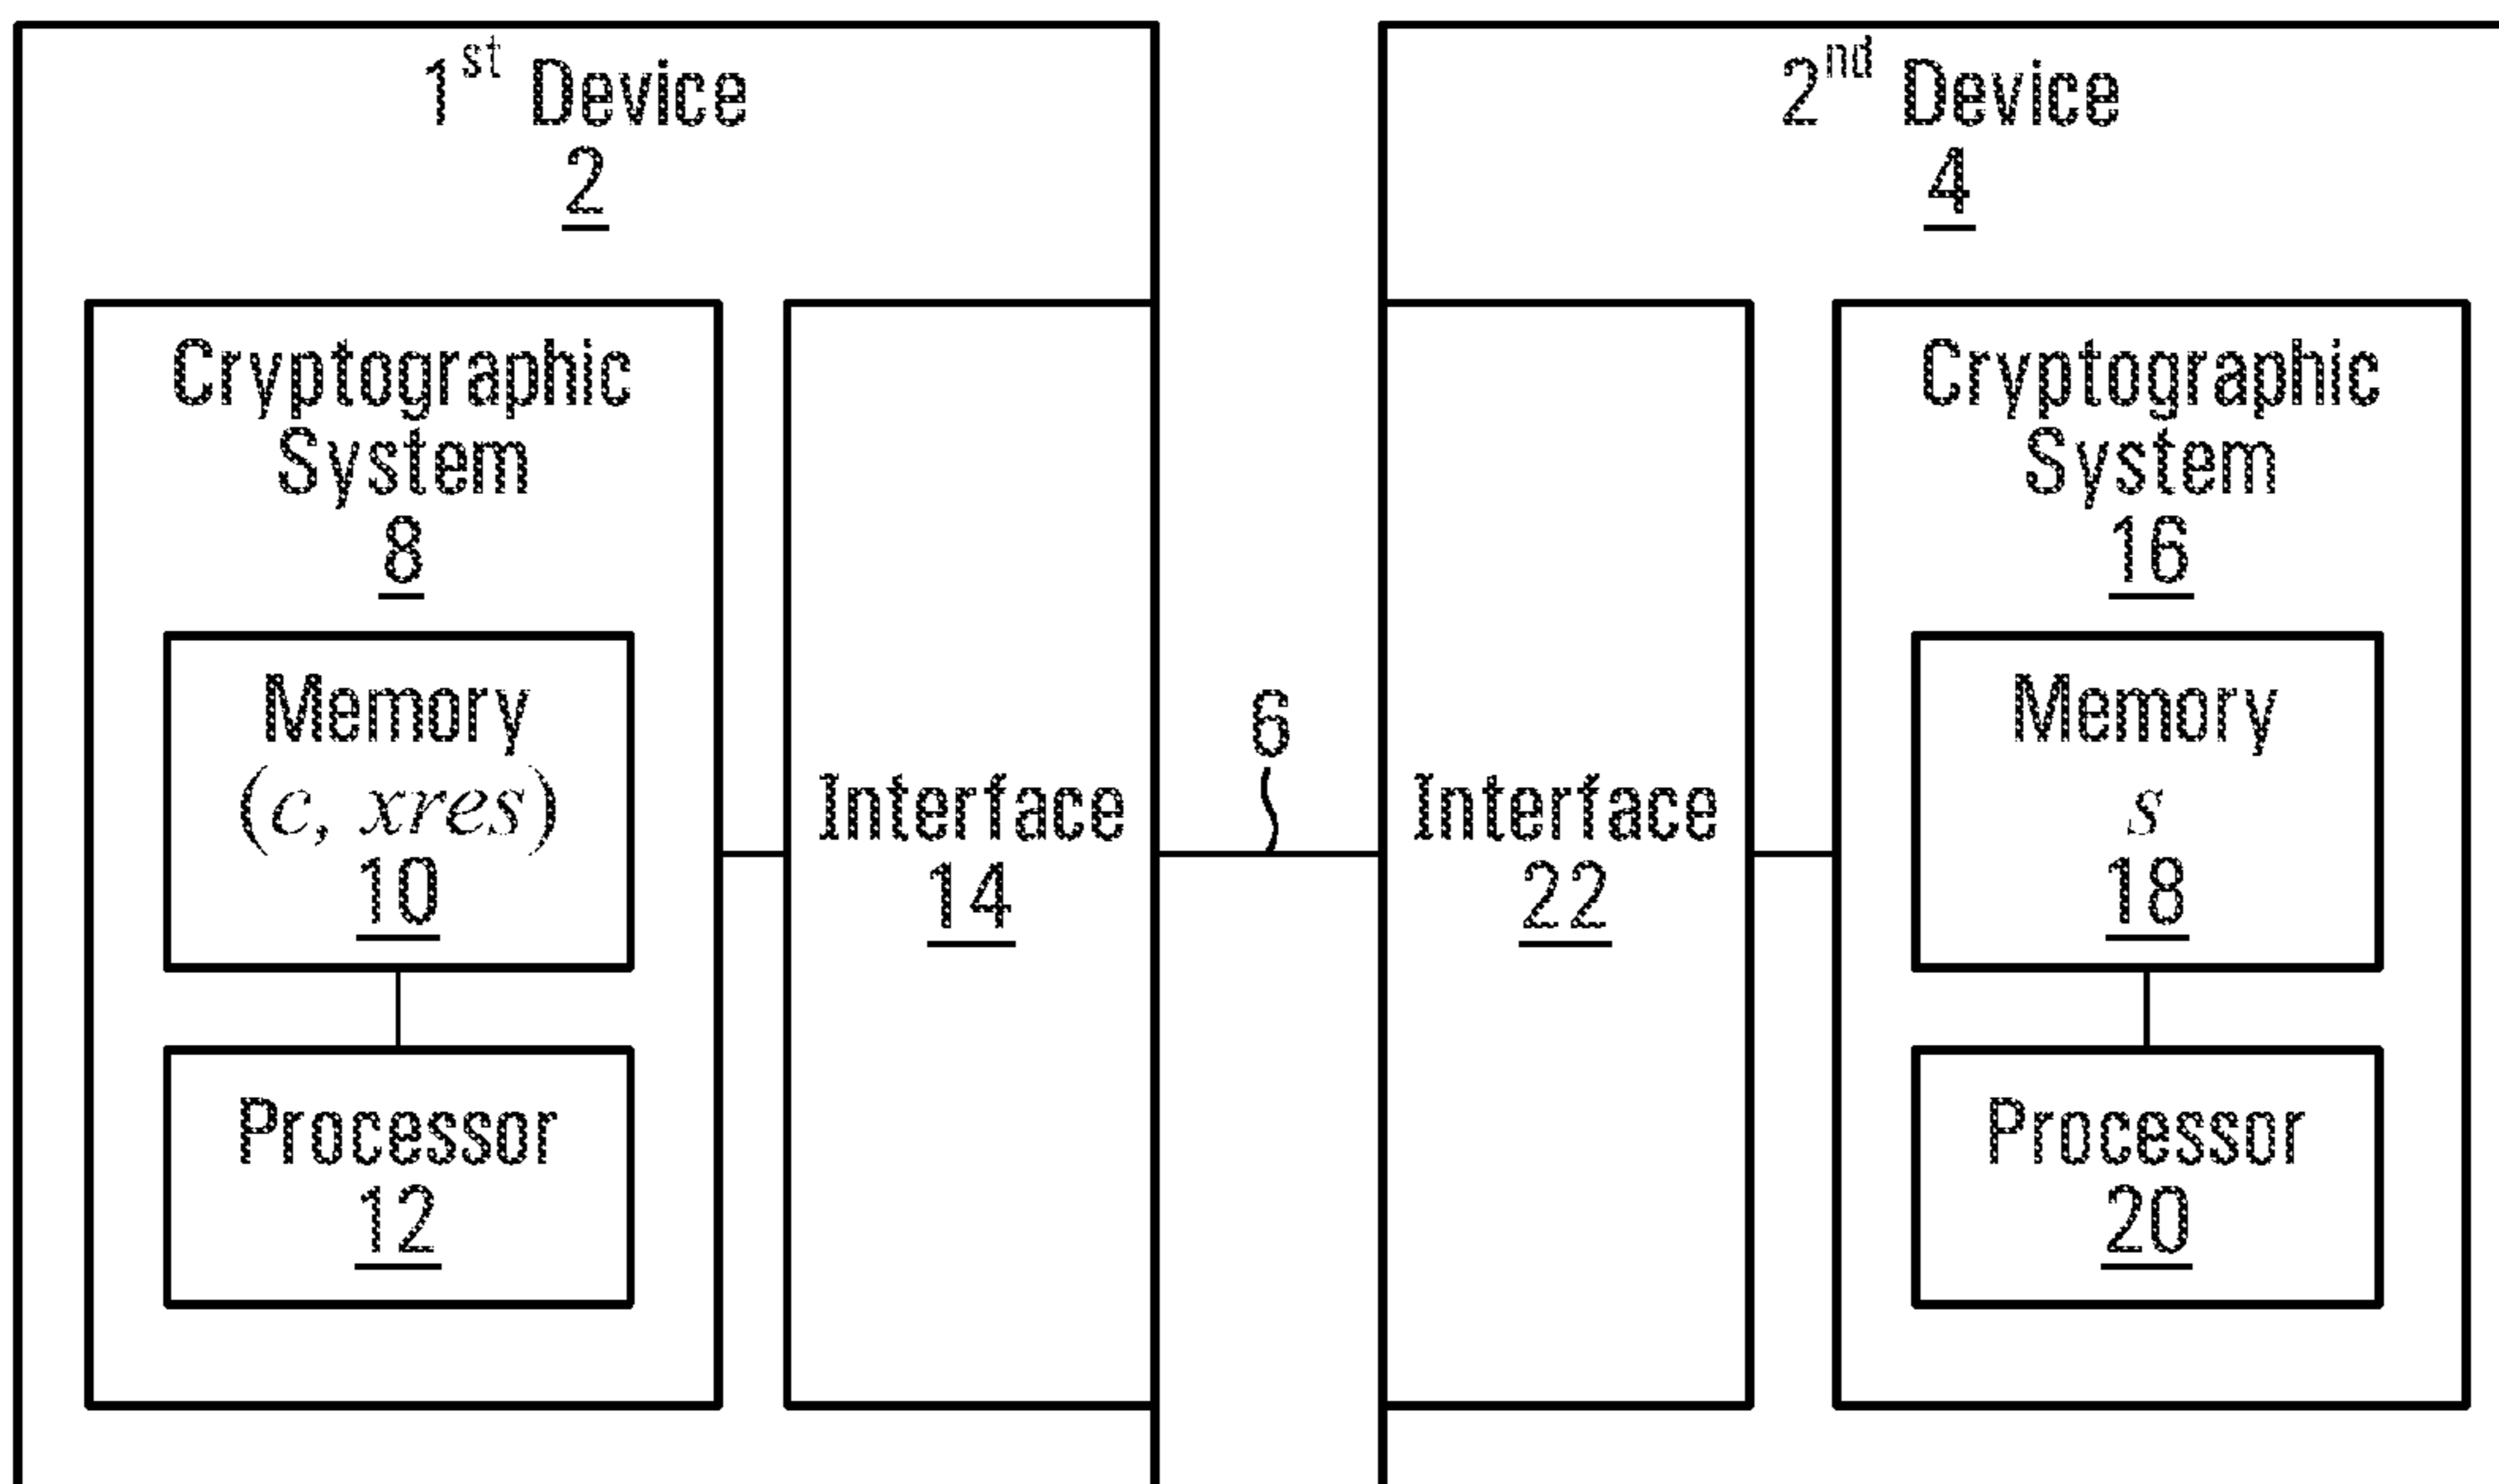 1st Device
2
Cryptographic
System
8
Memory
(c, xres)
10
Processor
12
Interface
14
6
2nd Device
4
Interface
22
Cryptographic
System
16
Memory
s
18
Processor
20